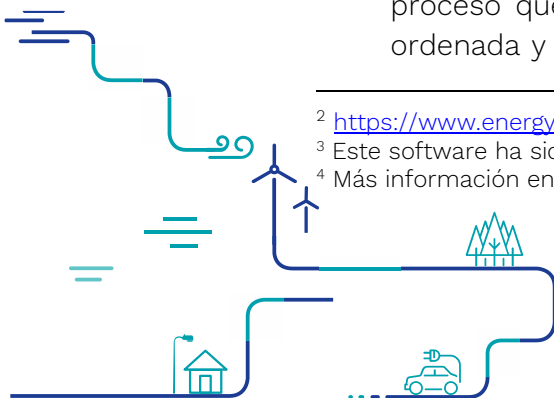 proceso que
ordenada y
2 https://www.energy
3 Este software ha sid
4 Más información en